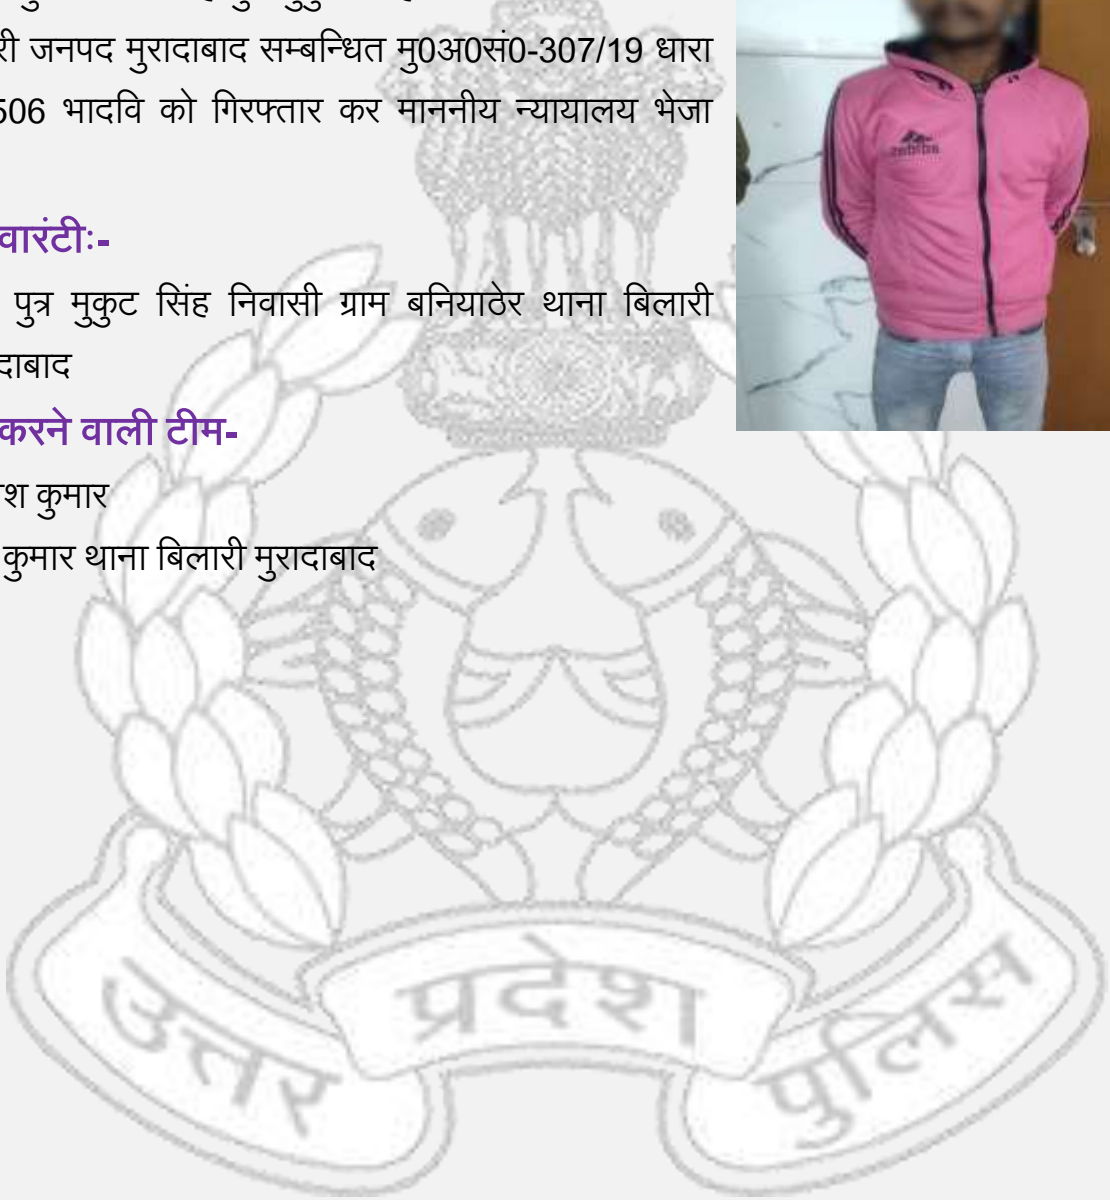 री जनपद मुरादाबाद सम्बन्धित मु0अ0सं0-307/19 धारा
506 भादवि को गिरफ्तार कर माननीय न्यायालय भेजा
वारंटीः-
पुत्र मुकुट सिंह निवासी ग्राम बनियाठेर थाना बिलारी
दाबाद
करने वाली टीम-
श कुमार
कुमार थाना बिलारी मुरादाबाद
उत्तर प्रदेश पुलिस